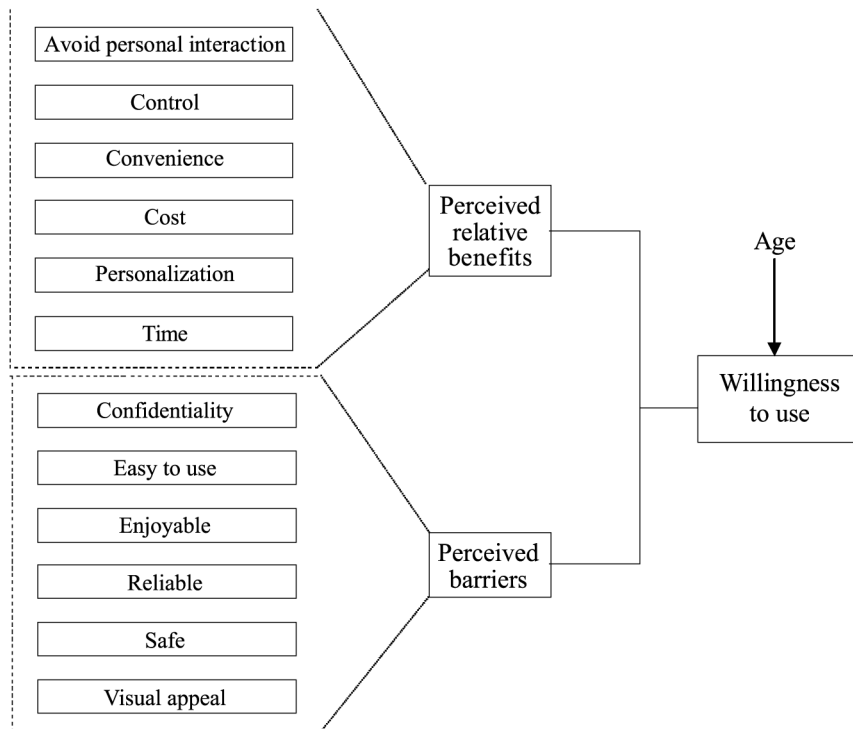 Avoid personal interaction
Control
Convenience
Cost
Personalization
Time
Perceived
relative
benefits
Age
Willingness
to use
Confidentiality
Easy to use
Enjoyable
Reliable
Safe
Visual appeal
Perceived
barriers